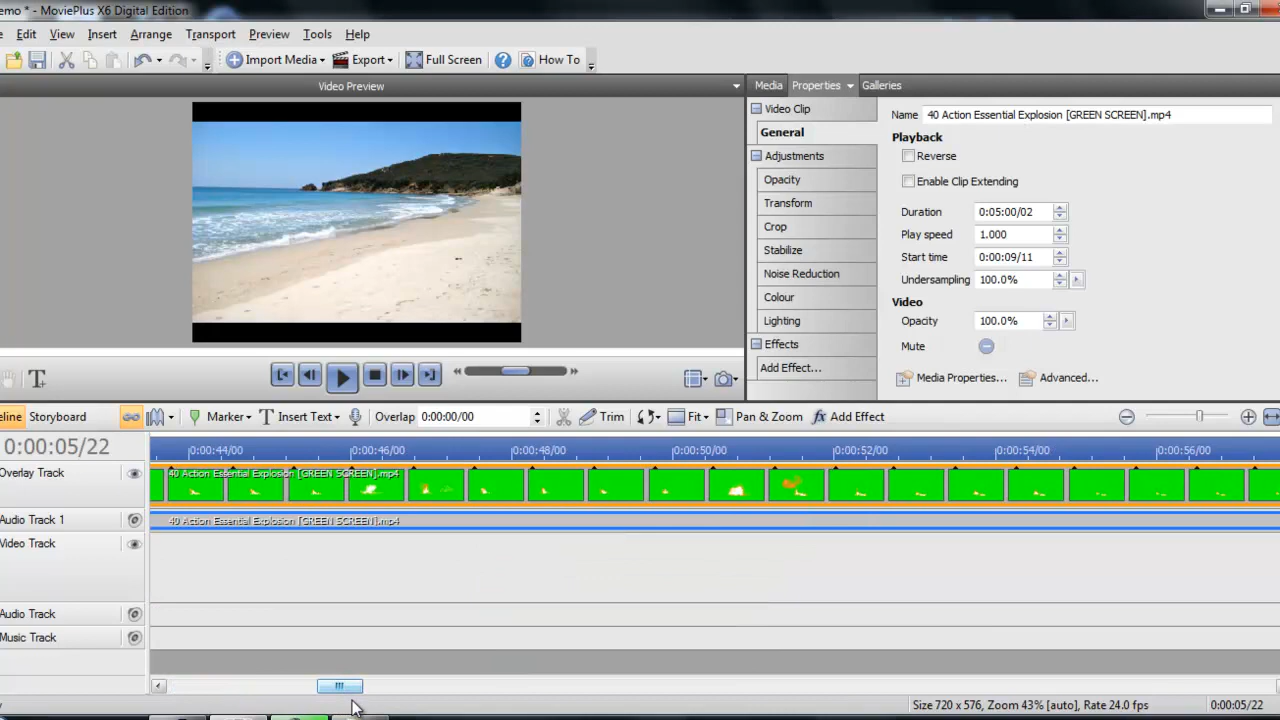 emo * - MoviePlus X6 Digital Edition
Edit View Insert Arrange Transport Preview Tools Help
Import Media Export Full Screen How To
Video Preview
Media Properties Galleries
Video Clip
General
Adjustments
Opacity
Transform
Crop
Stabilize
Noise Reduction
Colour
Lighting
Effects
Add Effect...
Name 40 Action Essential Explosion [GREEN SCREEN].mp4
Playback
Reverse
Enable Clip Extending
Duration 0:05:00/02
Play speed 1.000
Start time 0:00:09/11
Undersampling 100.0%
Video
Opacity 100.0%
Mute
Media Properties... Advanced...
eline Storyboard Marker Insert Text Overlap 0:00:00/00 Trim Fit Pan & Zoom fx Add Effect
0:00:05/22 0:00:44/00 0:00:46/00 0:00:48/00 0:00:50/00 0:00:52/00 0:00:54/00 0:00:56/00
Overlay Track 40 Action Essential Explosion [GREEN SCREEN].mp4
Audio Track 1 40 Action Essential Explosion [GREEN SCREEN].mp4
Video Track
Audio Track
Music Track
Size 720 x 576, Zoom 43% [auto], Rate 24.0 fps 0:00:05/22